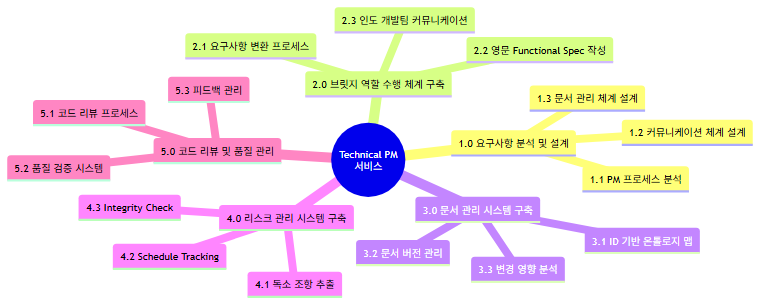 Technical PM
서비스
1.0 요구사항 분석 및 설계
1.1 PM 프로세스 분석
1.2 커뮤니케이션 체계 설계
1.3 문서 관리 체계 설계
2.0 브릿지 역할 수행 체계 구축
2.1 요구사항 변환 프로세스
2.2 영문 Functional Spec 작성
2.3 인도 개발팀 커뮤니케이션
3.0 문서 관리 시스템 구축
3.1 ID 기반 온톨로지 맵
3.2 문서 버전 관리
3.3 변경 영향 분석
4.0 리스크 관리 시스템 구축
4.1 독소 조항 추출
4.2 Schedule Tracking
4.3 Integrity Check
5.0 코드 리뷰 및 품질 관리
5.1 코드 리뷰 프로세스
5.2 품질 검증 시스템
5.3 피드백 관리